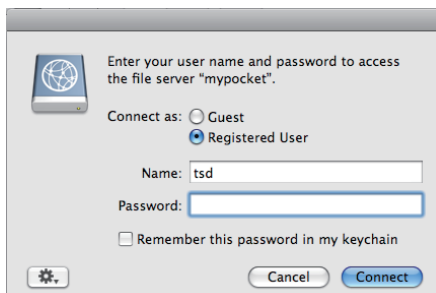 Enter your user name and password to access
the file server “mypocket”.
Connect as: Guest
Registered User
Name: tsd
Password:
Remember this password in my keychain
Cancel Connect